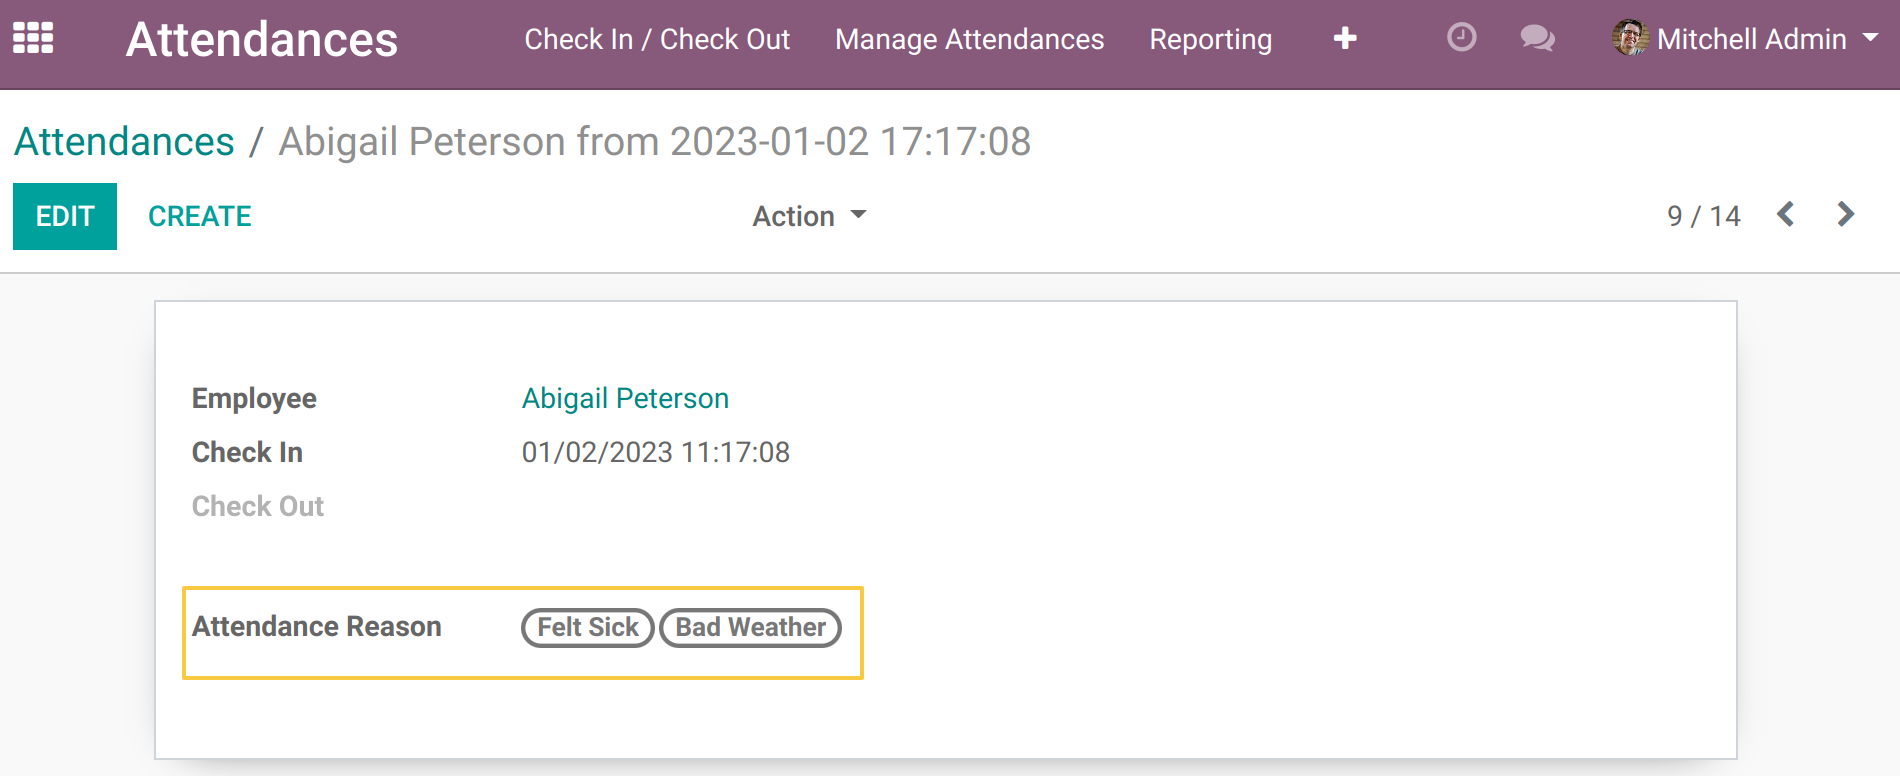 Attendances Check In / Check Out Manage Attendances Reporting Mitchell Admin
Attendances / Abigail Peterson from 2023-01-02 17:17:08
EDIT CREATE Action 9 / 14
Employee Abigail Peterson
Check In 01/02/2023 11:17:08
Check Out
Attendance Reason Felt Sick Bad Weather